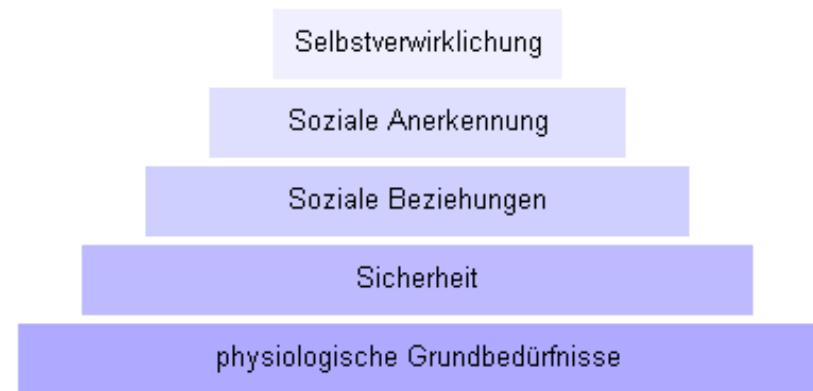 Selbstverwirklichung
Soziale Anerkennung
Soziale Beziehungen
Sicherheit
physiologische Grundbedürfnisse